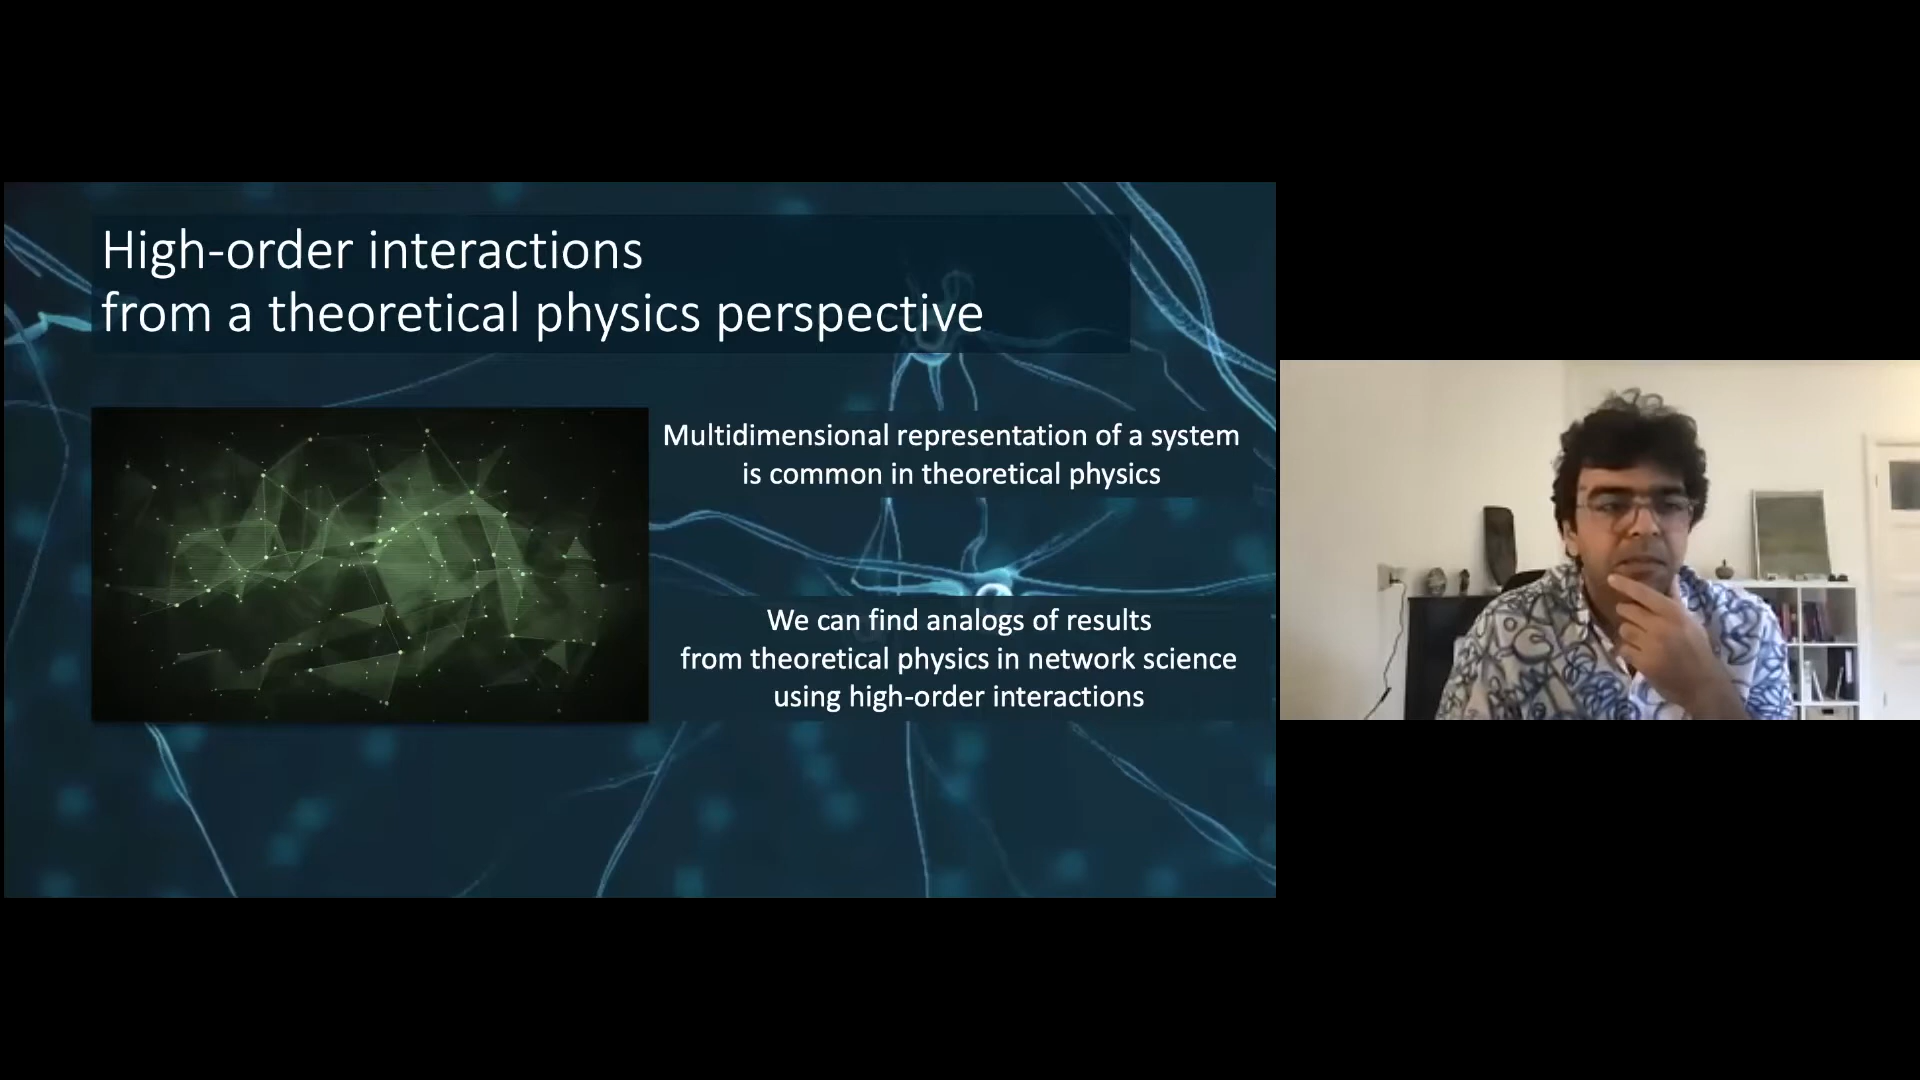 High-order interactions
from a theoretical physics perspective
Multidimensional representation of a system
is common in theoretical physics
We can find analogs of results
from theoretical physics in network science
using high-order interactions